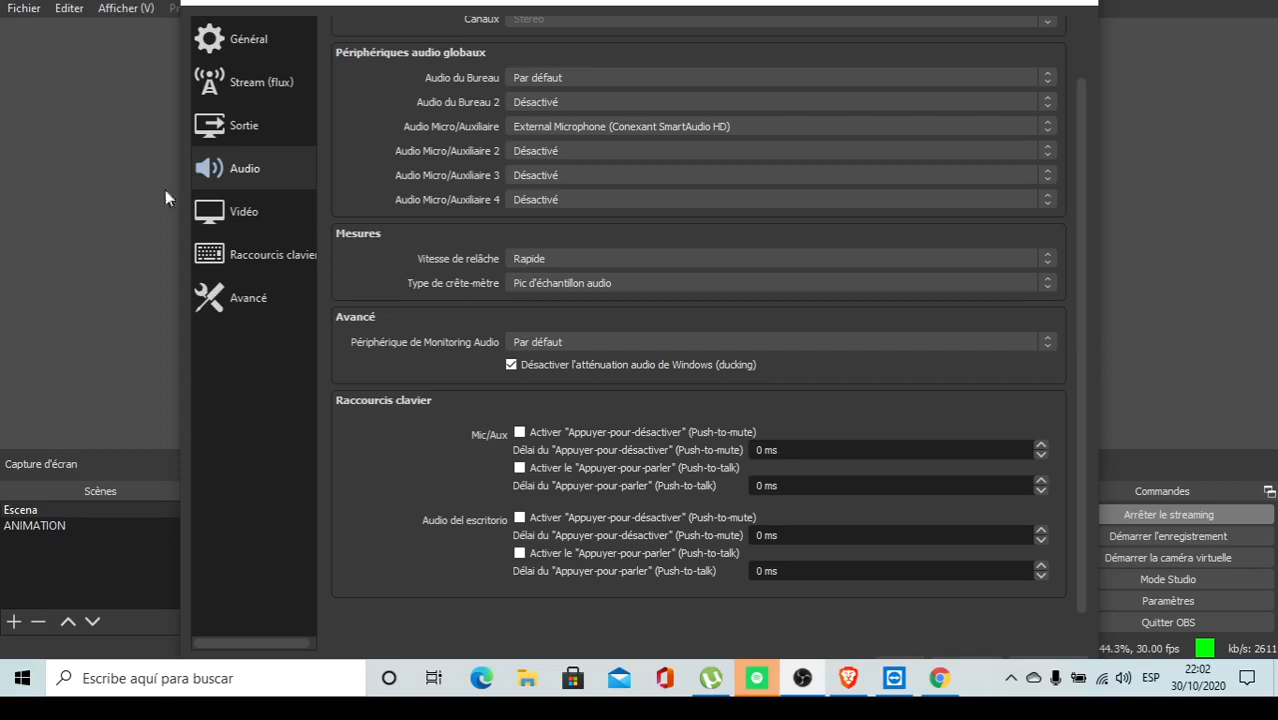 Fichier Editer Afficher (V)
Canaux Stéréo
Général
Stream (flux)
Sortie
Audio
Vidéo
Raccourcis clavier
Avancé
Périphériques audio globaux
Audio du Bureau Par défaut
Audio du Bureau 2 Désactivé
Audio Micro/Auxiliaire External Microphone (Conexant SmartAudio HD)
Audio Micro/Auxiliaire 2 Désactivé
Audio Micro/Auxiliaire 3 Désactivé
Audio Micro/Auxiliaire 4 Désactivé
Mesures
Vitesse de relâche Rapide
Type de crête-mètre Pic d'échantillon audio
Avancé
Périphérique de Monitoring Audio Par défaut
Désactiver l'atténuation audio de Windows (ducking)
Raccourcis clavier
Mic/Aux Activer "Appuyer-pour-désactiver" (Push-to-mute)
Délai du "Appuyer-pour-désactiver" (Push-to-mute) 0 ms
Activer le "Appuyer-pour-parler" (Push-to-talk)
Délai du "Appuyer-pour-parler" (Push-to-talk) 0 ms
Audio del escritorio Activer "Appuyer-pour-désactiver" (Push-to-mute)
Délai du "Appuyer-pour-désactiver" (Push-to-mute) 0 ms
Activer le "Appuyer-pour-parler" (Push-to-talk)
Délai du "Appuyer-pour-parler" (Push-to-talk) 0 ms
Capture d'écran
Scènes
Escena
ANIMATION
Commandes
Arrêter le streaming
Démarrer l'enregistrement
Démarrer la caméra virtuelle
Mode Studio
Paramètres
Quitter OBS
44.3%, 30.00 fps kb/s: 2611
Escribe aquí para buscar
ESP
22:02
30/10/2020